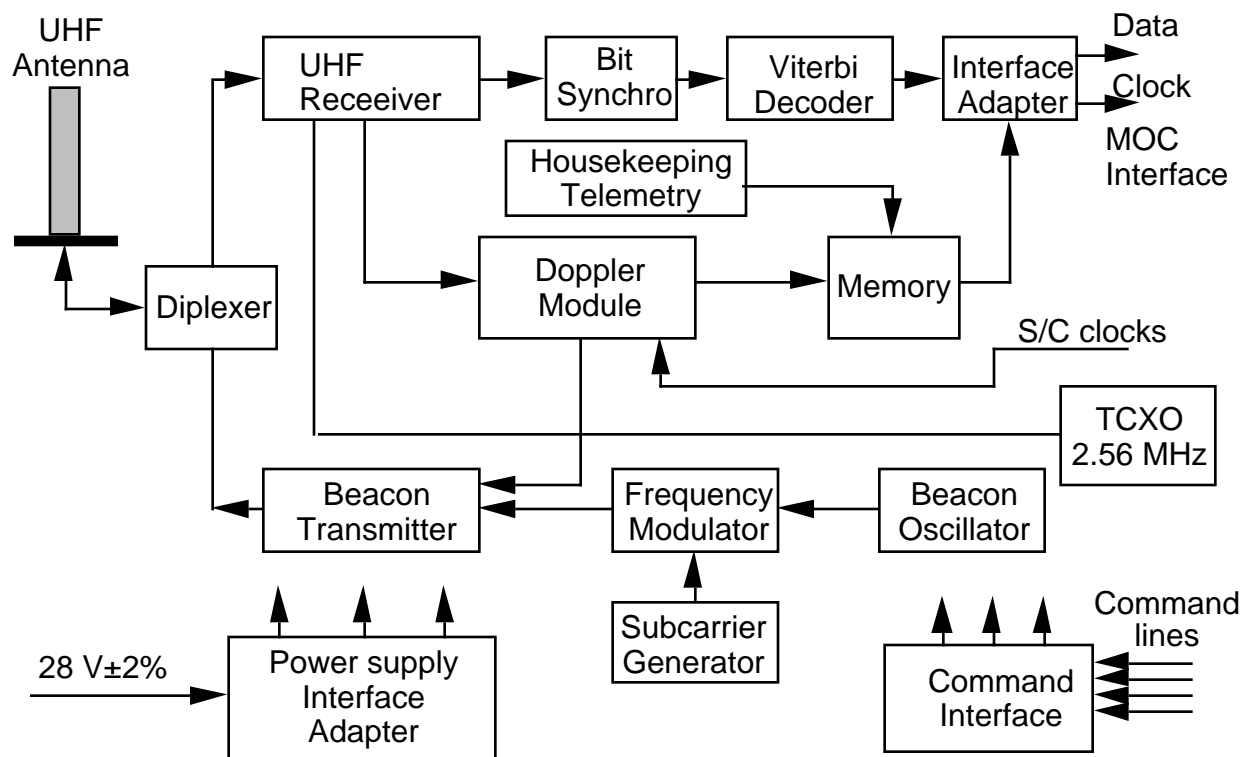 UHF
Antenna
UHF
Receeiver
Bit
Synchro
Viterbi
Decoder
Interface
Adapter
Data
Clock
MOC
Interface
Housekeeping
Telemetry
Doppler
Module
Memory
Diplexer
S/C clocks
TCXO
2.56 MHz
Beacon
Transmitter
Frequency
Modulator
Beacon
Oscillator
Subcarrier
Generator
Command
lines
28 V±2%
Power supply
Interface
Adapter
Command
Interface